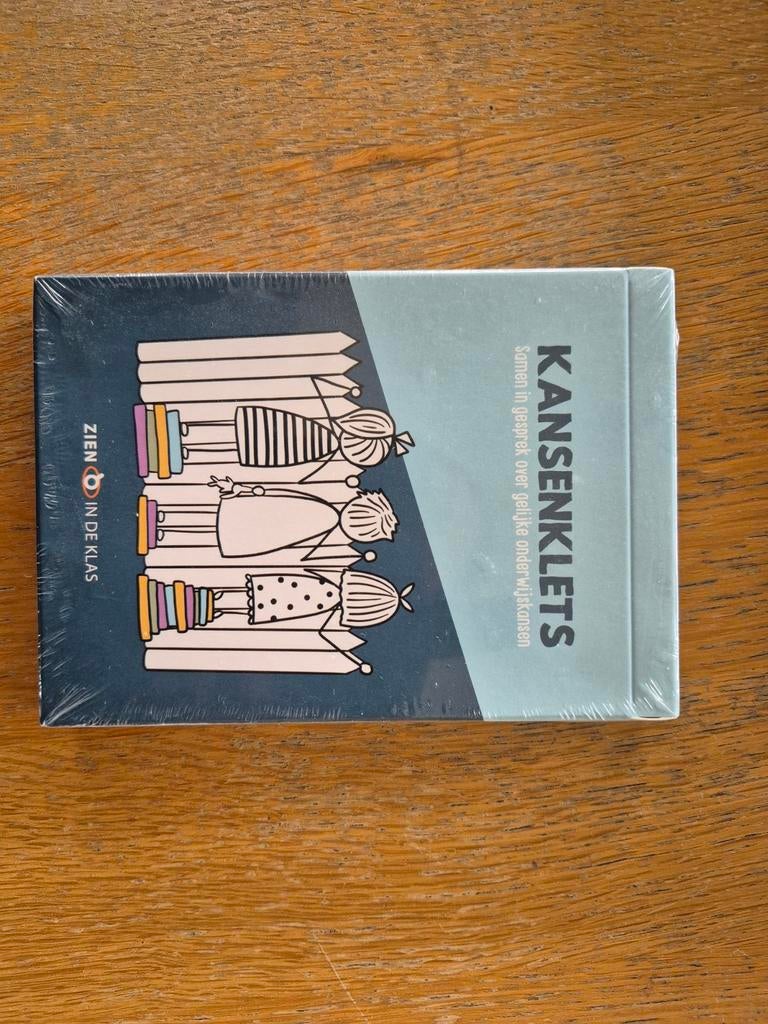 KANSENKLETS
Samen in gesprek over gelijke onderwijskansen
ZIEN IN DE KLAS